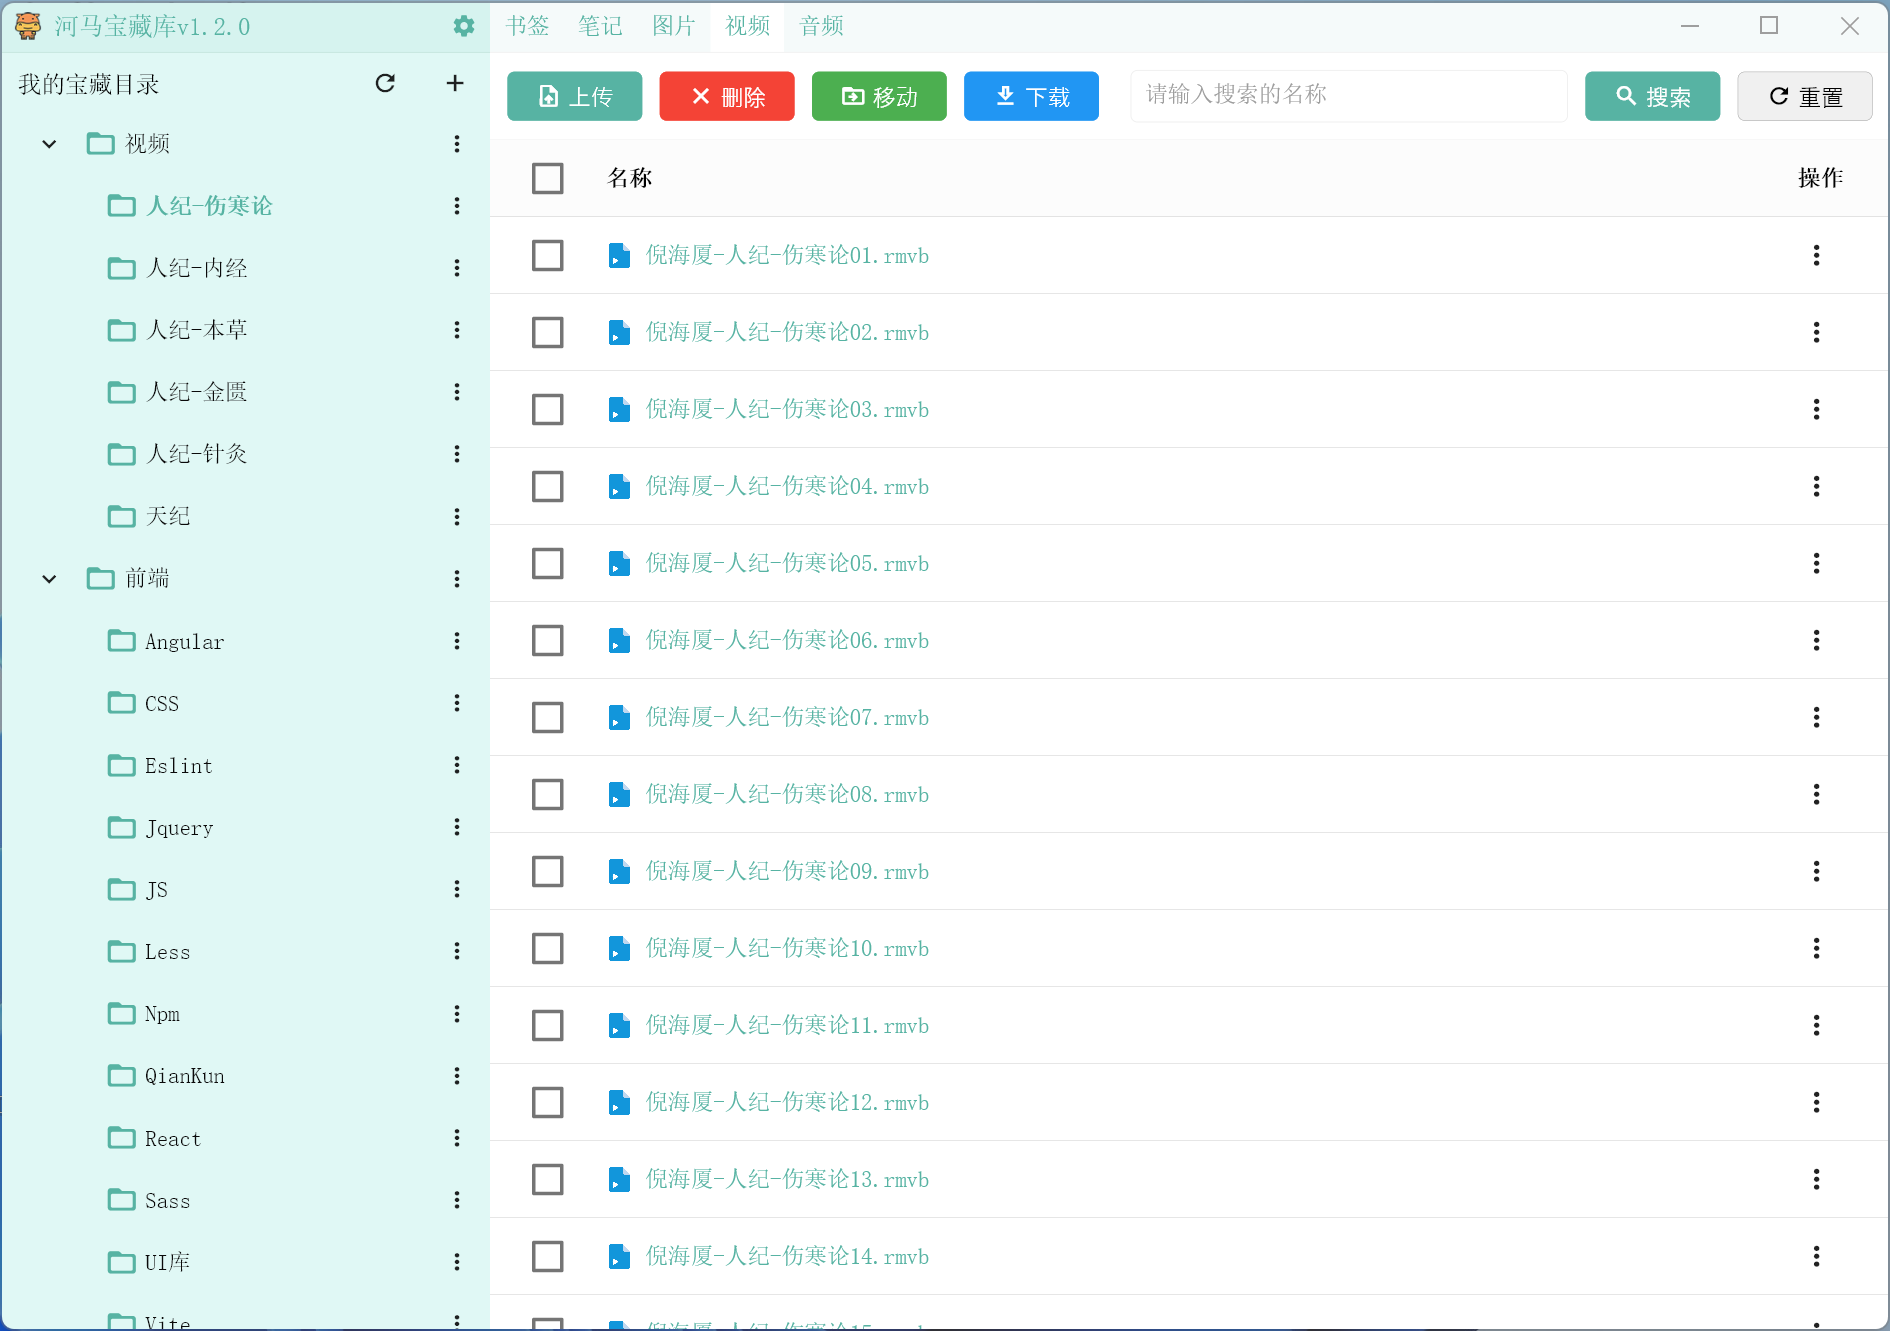 河马宝藏库v1.2.0
书签 笔记 图片 视频 音频
我的宝藏目录
上传 删除 移动 下载 请输入搜索的名称 搜索 重置
视频
人纪-伤寒论
人纪-内经
人纪-本草
人纪-金匮
人纪-针灸
天纪
前端
Angular
CSS
Eslint
Jquery
JS
Less
Npm
QianKun
React
Sass
UI库
Vite
名称 操作
倪海厦-人纪-伤寒论01.rmvb
倪海厦-人纪-伤寒论02.rmvb
倪海厦-人纪-伤寒论03.rmvb
倪海厦-人纪-伤寒论04.rmvb
倪海厦-人纪-伤寒论05.rmvb
倪海厦-人纪-伤寒论06.rmvb
倪海厦-人纪-伤寒论07.rmvb
倪海厦-人纪-伤寒论08.rmvb
倪海厦-人纪-伤寒论09.rmvb
倪海厦-人纪-伤寒论10.rmvb
倪海厦-人纪-伤寒论11.rmvb
倪海厦-人纪-伤寒论12.rmvb
倪海厦-人纪-伤寒论13.rmvb
倪海厦-人纪-伤寒论14.rmvb